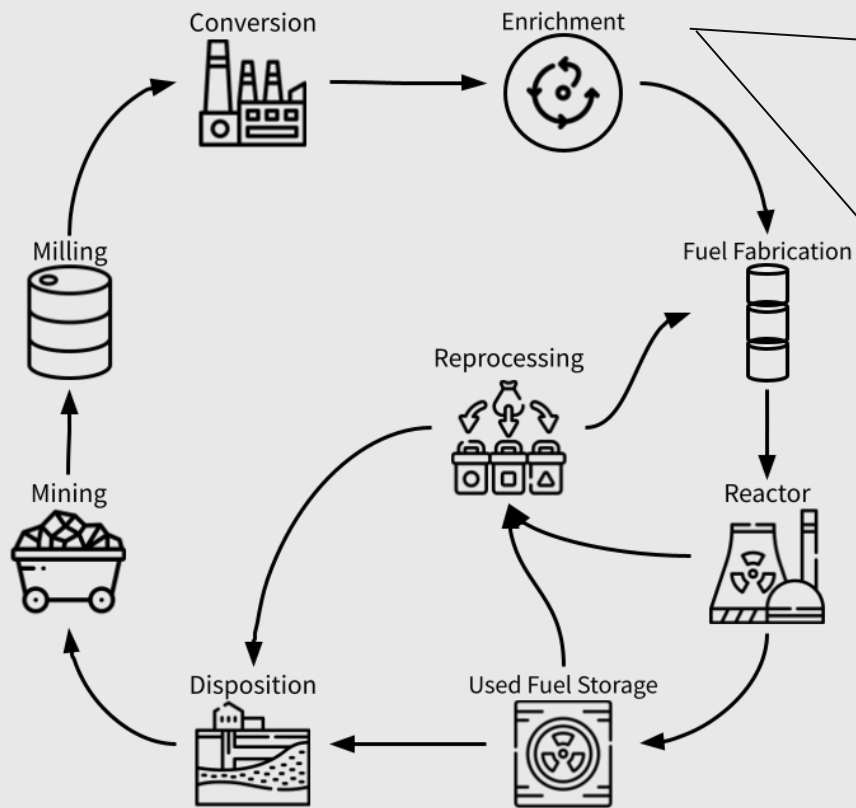 Conversion
Enrichment
Milling
Fuel Fabrication
Reprocessing
Mining
Reactor
Disposition
Used Fuel Storage